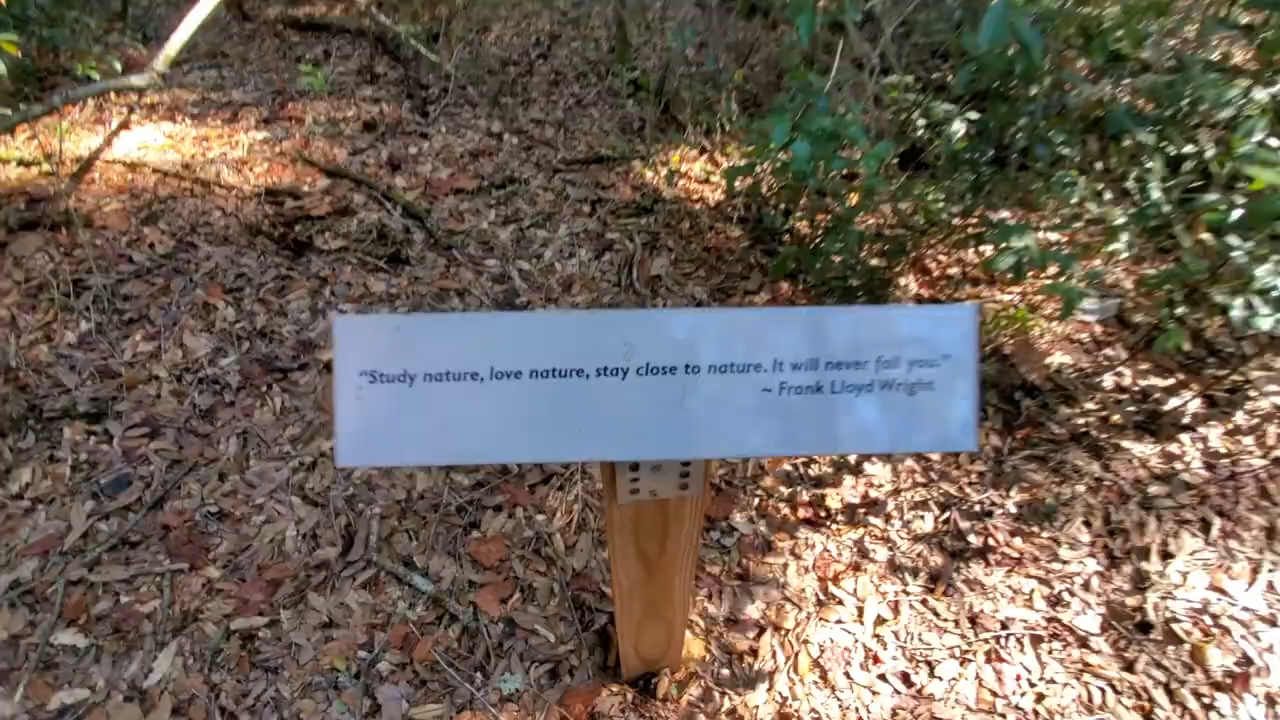 "Study nature, love nature, stay close to nature. It will never fail you."
~ Frank Lloyd Wright